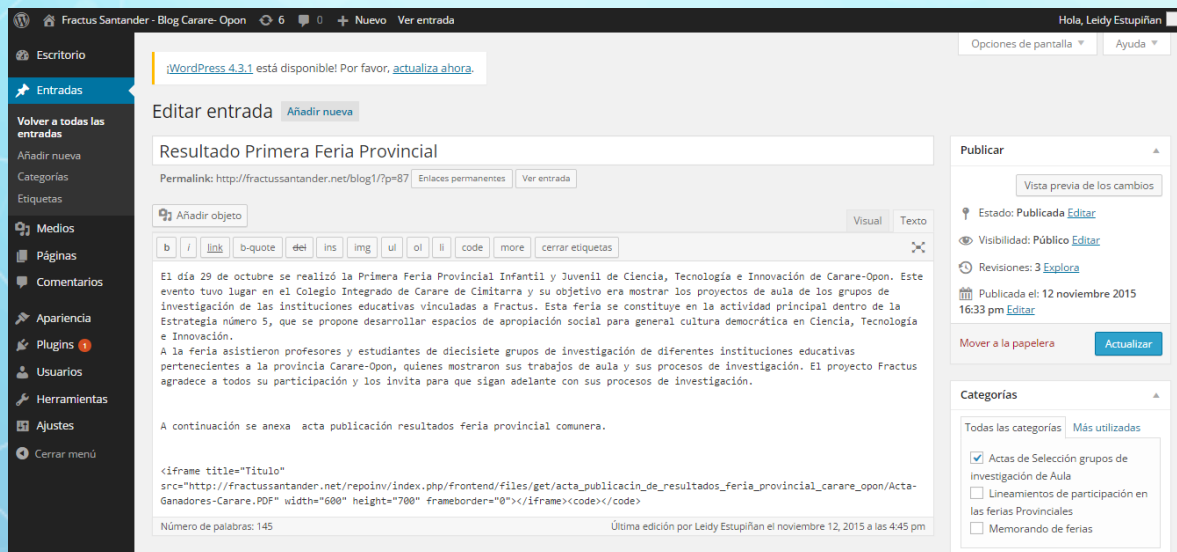 Fractus Santander - Blog Carare- Opon 6 0 + Nuevo Ver entrada Hola, Leidy Estupiñan
Opciones de pantalla Ayuda
Escritorio
Entradas
Volver a todas las
entradas
Añadir nueva
Categorías
Etiquetas
Medios
Páginas
Comentarios
Apariencia
Plugins 1
Usuarios
Herramientas
Ajustes
Cerrar menú
¡WordPress 4.3.1 está disponible! Por favor, actualiza ahora.
Editar entrada Añadir nueva
Resultado Primera Feria Provincial
Permalink: http://fractussantander.net/blog1/?p=87 Enlaces permanentes Ver entrada
Añadir objeto
Visual Texto
b i link b-quote del ins img ul ol li code more cerrar etiquetas
El día 29 de octubre se realizó la Primera Feria Provincial Infantil y Juvenil de Ciencia, Tecnología e Innovación de Carare-Opon. Este
evento tuvo lugar en el Colegio Integrado de Carare de Cimitarra y su objetivo era mostrar los proyectos de aula de los grupos de
investigación de las instituciones educativas vinculadas a Fractus. Esta feria se constituye en la actividad principal dentro de la
Estrategia número 5, que se propone desarrollar espacios de apropiación social para general cultura democrática en Ciencia, Tecnología
e Innovación.
A la feria asistieron profesores y estudiantes de diecisiete grupos de investigación de diferentes instituciones educativas
pertenecientes a la provincia Carare-Opon, quienes mostraron sus trabajos de aula y sus procesos de investigación. El proyecto Fractus
agradece a todos su participación y los invita para que sigan adelante con sus procesos de investigación.
A continuación se anexa acta publicación resultados feria provincial comunera.
<iframe title="Titulo"
src="http://fractussantander.net/repoinv/index.php/frontend/files/get/acta_publicacin_de_resultados_feria_provincial_carare_opon/Acta-
Ganadores-Carare.PDF" width="600" height="700" frameborder="0"></iframe><code></code>
Número de palabras: 145 Última edición por Leidy Estupiñan el noviembre 12, 2015 a las 4:45 pm
Publicar
Vista previa de los cambios
Estado: Publicada Editar
Visibilidad: Público Editar
Revisiones: 3 Explora
Publicada el: 12 noviembre 2015
16:33 pm Editar
Mover a la papelera Actualizar
Categorías
Todas las categorías Más utilizadas
Actas de Selección grupos de
investigación de Aula
Lineamientos de participación en
las ferias Provinciales
Memorando de ferias